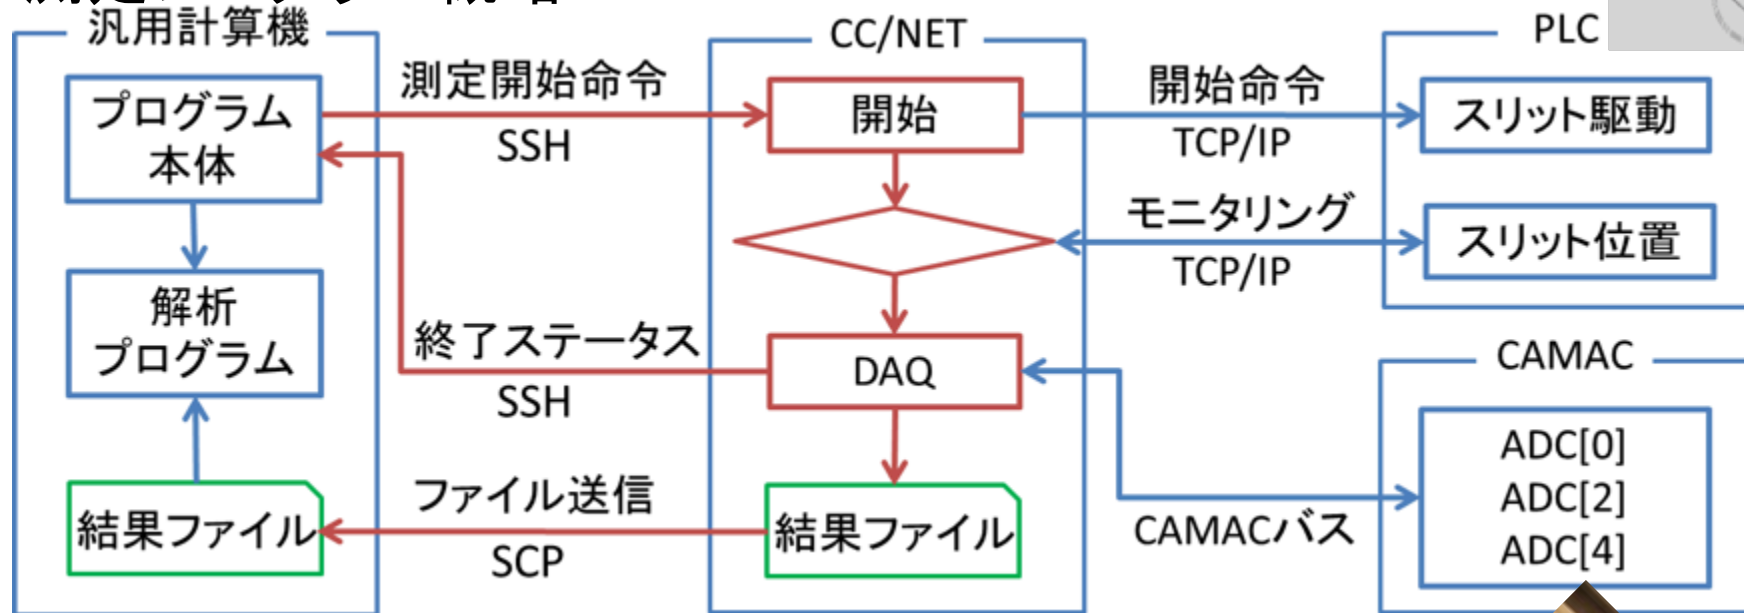 汎用計算機
プログラム
本体
解析
プログラム
結果ファイル
測定開始命令
SSH
終了ステータス
SSH
ファイル送信
SCP
CC/NET
開始
DAQ
結果ファイル
開始命令
TCP/IP
モニタリング
TCP/IP
CAMACバス
PLC
スリット駆動
スリット位置
CAMAC
ADC[0]
ADC[2]
ADC[4]